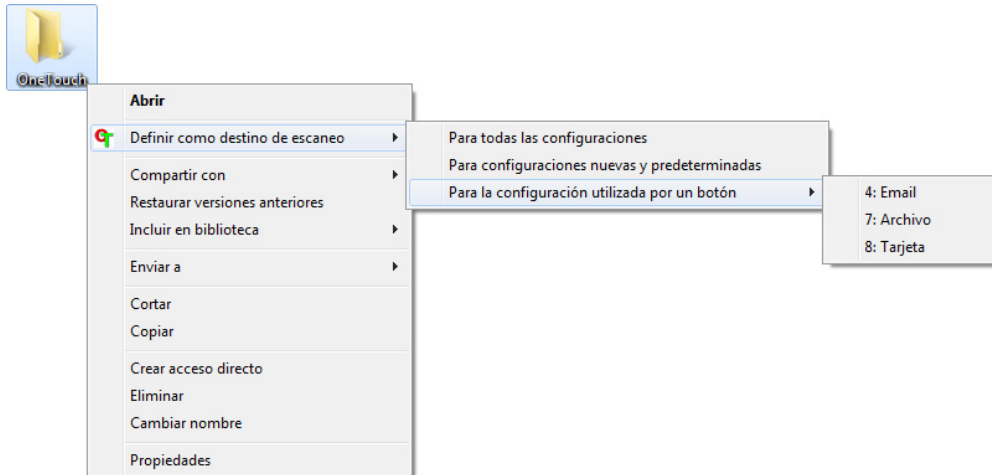 OneTouch
Abrir
Definir como destino de escaneo
Compartir con
Restaurar versiones anteriores
Incluir en biblioteca
Enviar a
Cortar
Copiar
Crear acceso directo
Eliminar
Cambiar nombre
Propiedades
Para todas las configuraciones
Para configuraciones nuevas y predeterminadas
Para la configuración utilizada por un botón
4: Email
7: Archivo
8: Tarjeta